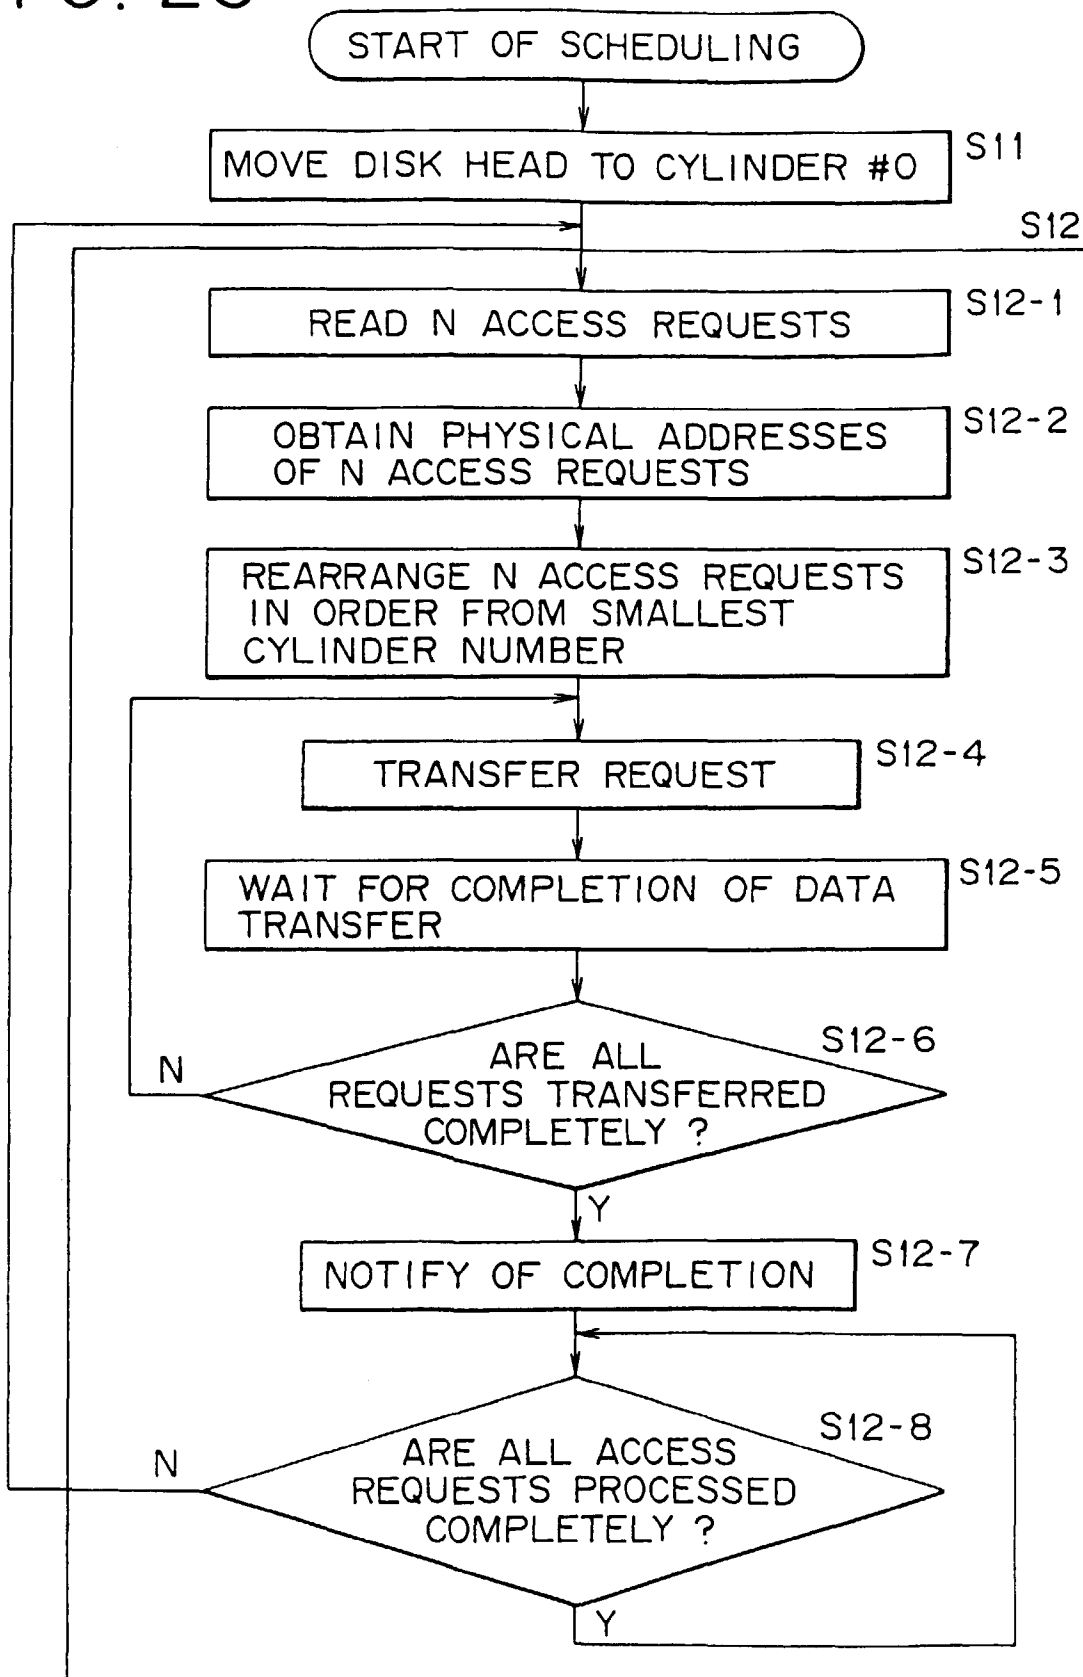 START OF SCHEDULING
MOVE DISK HEAD TO CYLINDER #0
S11
S12
READ N ACCESS REQUESTS
S12-1
OBTAIN PHYSICAL ADDRESSES
OF N ACCESS REQUESTS
S12-2
REARRANGE N ACCESS REQUESTS
IN ORDER FROM SMALLEST
CYLINDER NUMBER
S12-3
TRANSFER REQUEST
S12-4
WAIT FOR COMPLETION OF DATA
TRANSFER
S12-5
ARE ALL
REQUESTS TRANSFERRED
COMPLETELY ?
S12-6
N
Y
NOTIFY OF COMPLETION
S12-7
ARE ALL ACCESS
REQUESTS PROCESSED
COMPLETELY ?
S12-8
N
Y